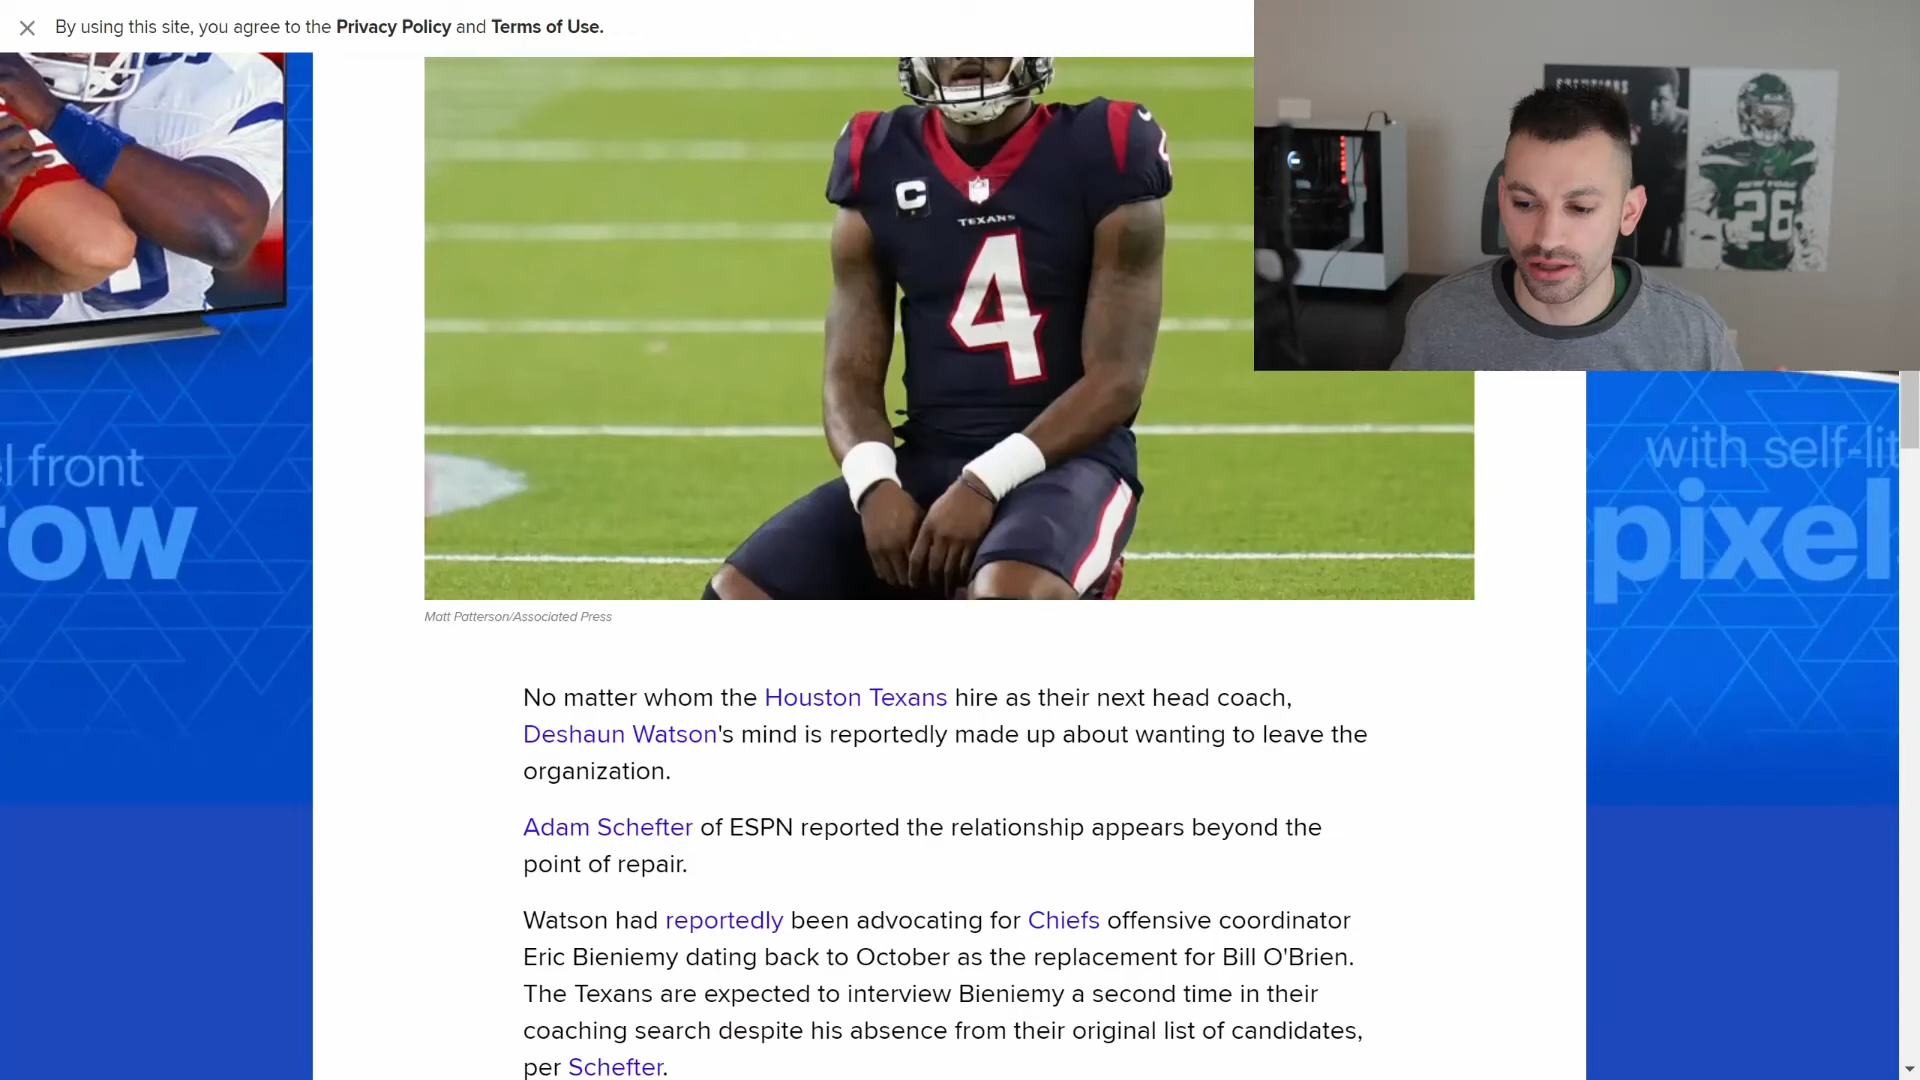 By using this site, you agree to the Privacy Policy and Terms of Use.
C
TEXANS
4
NEW YORK
26
l front
row
with self-lit
pixel
Matt Patterson/Associated Press
No matter whom the Houston Texans hire as their next head coach,
Deshaun Watson's mind is reportedly made up about wanting to leave the
organization.
Adam Schefter of ESPN reported the relationship appears beyond the
point of repair.
Watson had reportedly been advocating for Chiefs offensive coordinator
Eric Bieniemy dating back to October as the replacement for Bill O'Brien.
The Texans are expected to interview Bieniemy a second time in their
coaching search despite his absence from their original list of candidates,
per Schefter.